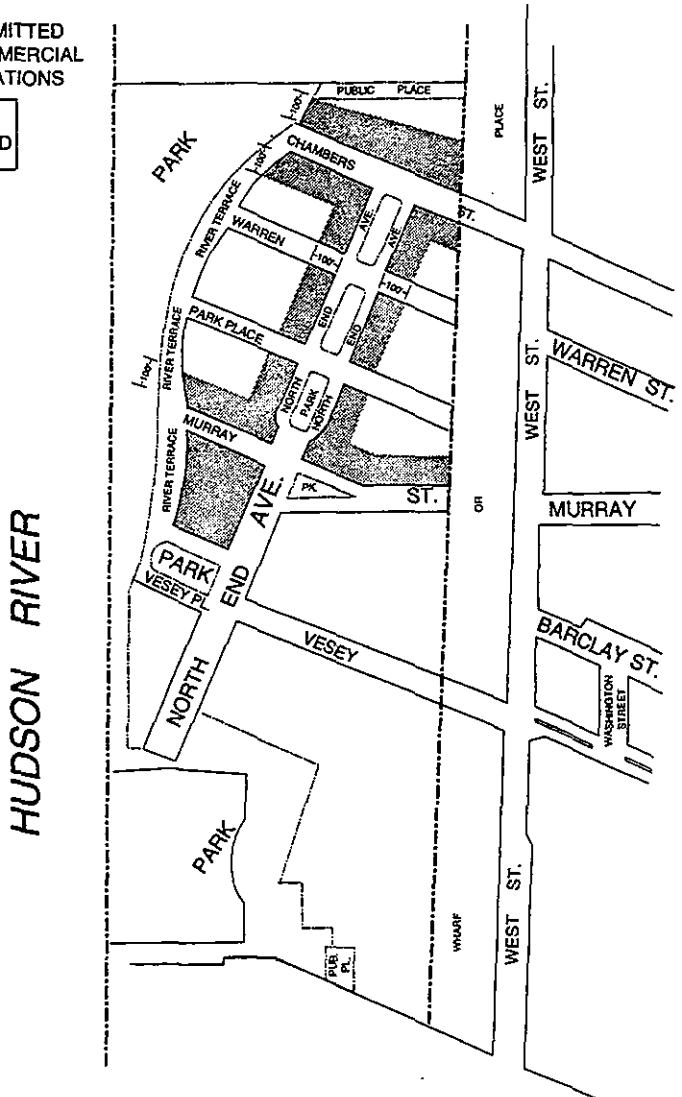 MITTED
MERCIAL
ATIONS
D
HUDSON RIVER
PARK
PUBLIC PLACE
-100'-
CHAMBERS
ST.
-100'-
RIVER TERRACE
WARREN
-100'-
AVE.
AVE.
-100'-
END
END
PARK PLACE
RIVER TERRACE
-100'-
NORTH
PARK
NORTH
MURRAY
ST.
RIVER TERRACE
PK.
PARK
VESEY PL.
NORTH END AVE.
VESEY
PARK
PUB.
PL.
PLACE
OR
WHARF
WEST ST.
WEST ST.
WEST ST.
WARREN ST.
MURRAY
BARCLAY ST.
WASHINGTON
STREET